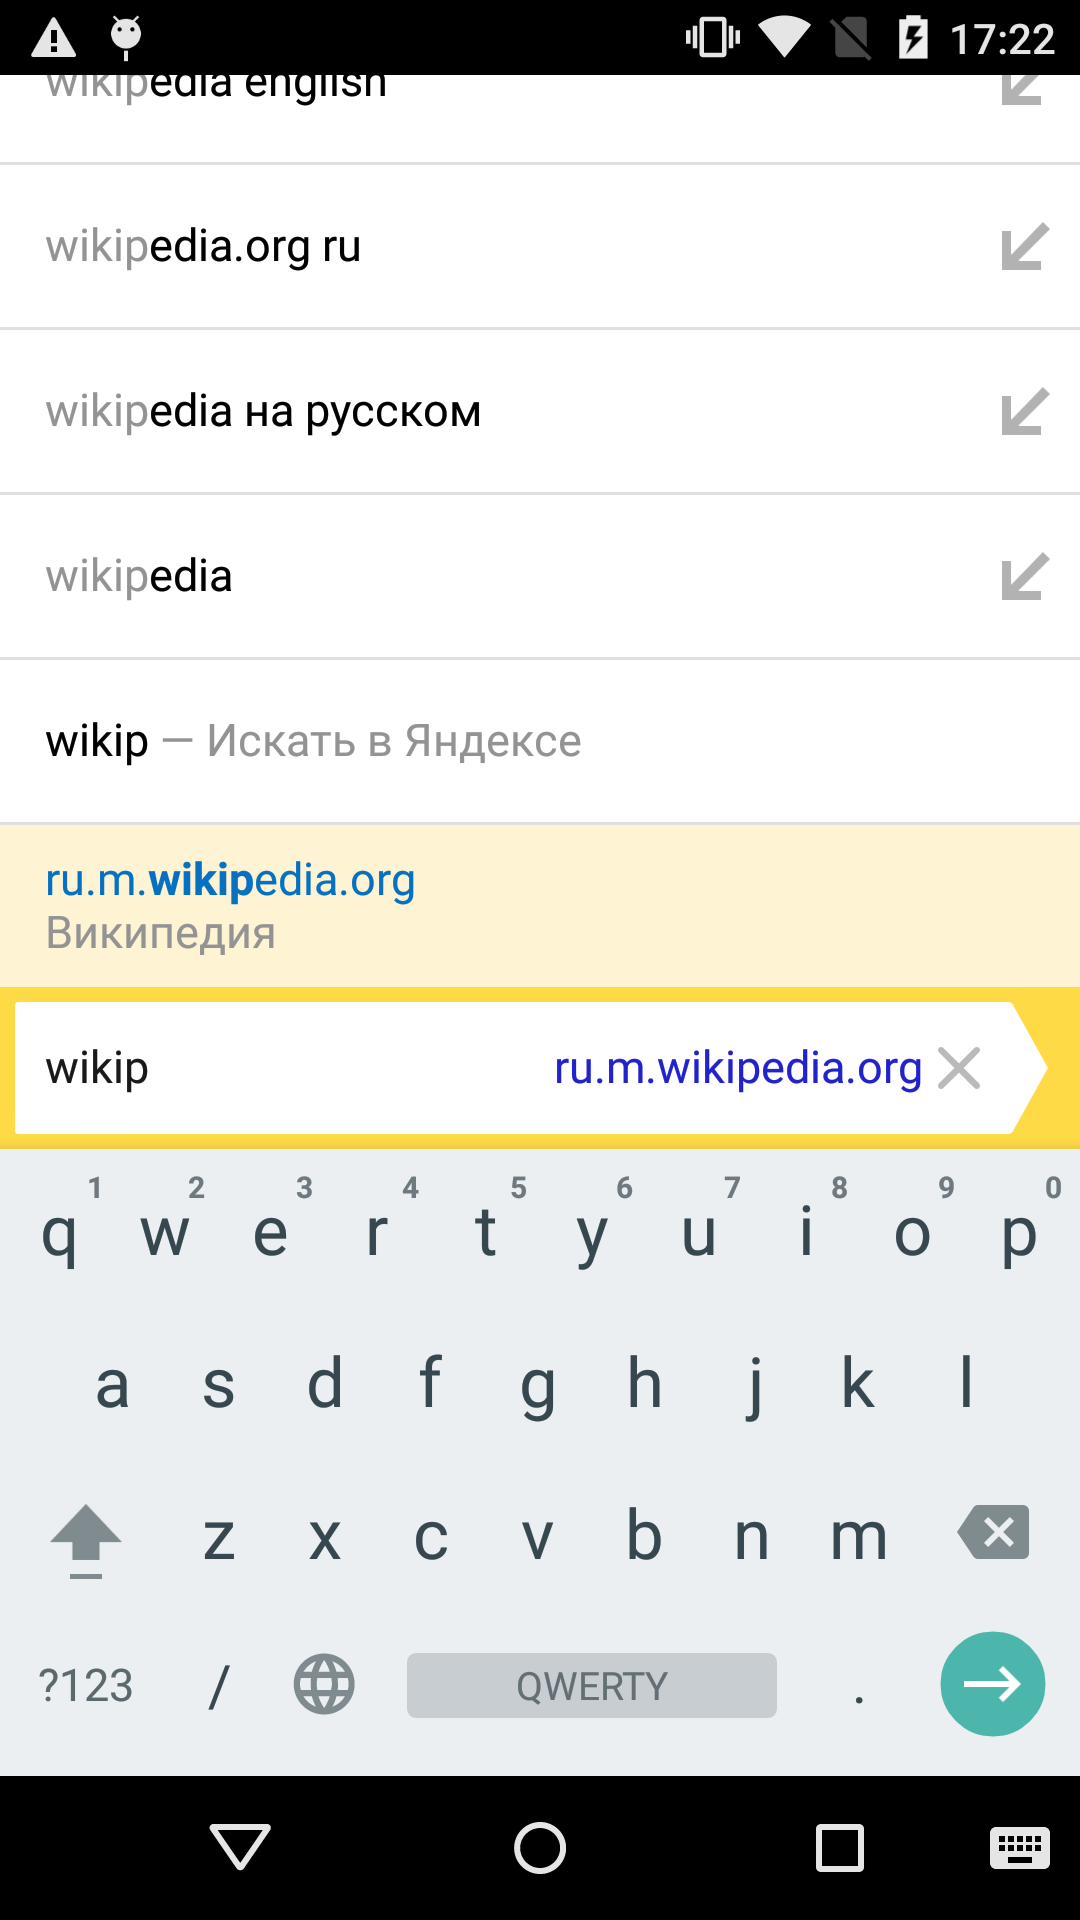 17:22
wikipedia english
wikipedia.org ru
wikipedia на русском
wikipedia
wikip — Искать в Яндексе
ru.m.wikipedia.org
Википедия
wikip ru.m.wikipedia.org
1 2 3 4 5 6 7 8 9 0
q w e r t y u i o p
a s d f g h j k l
z x c v b n m
?123 / QWERTY .